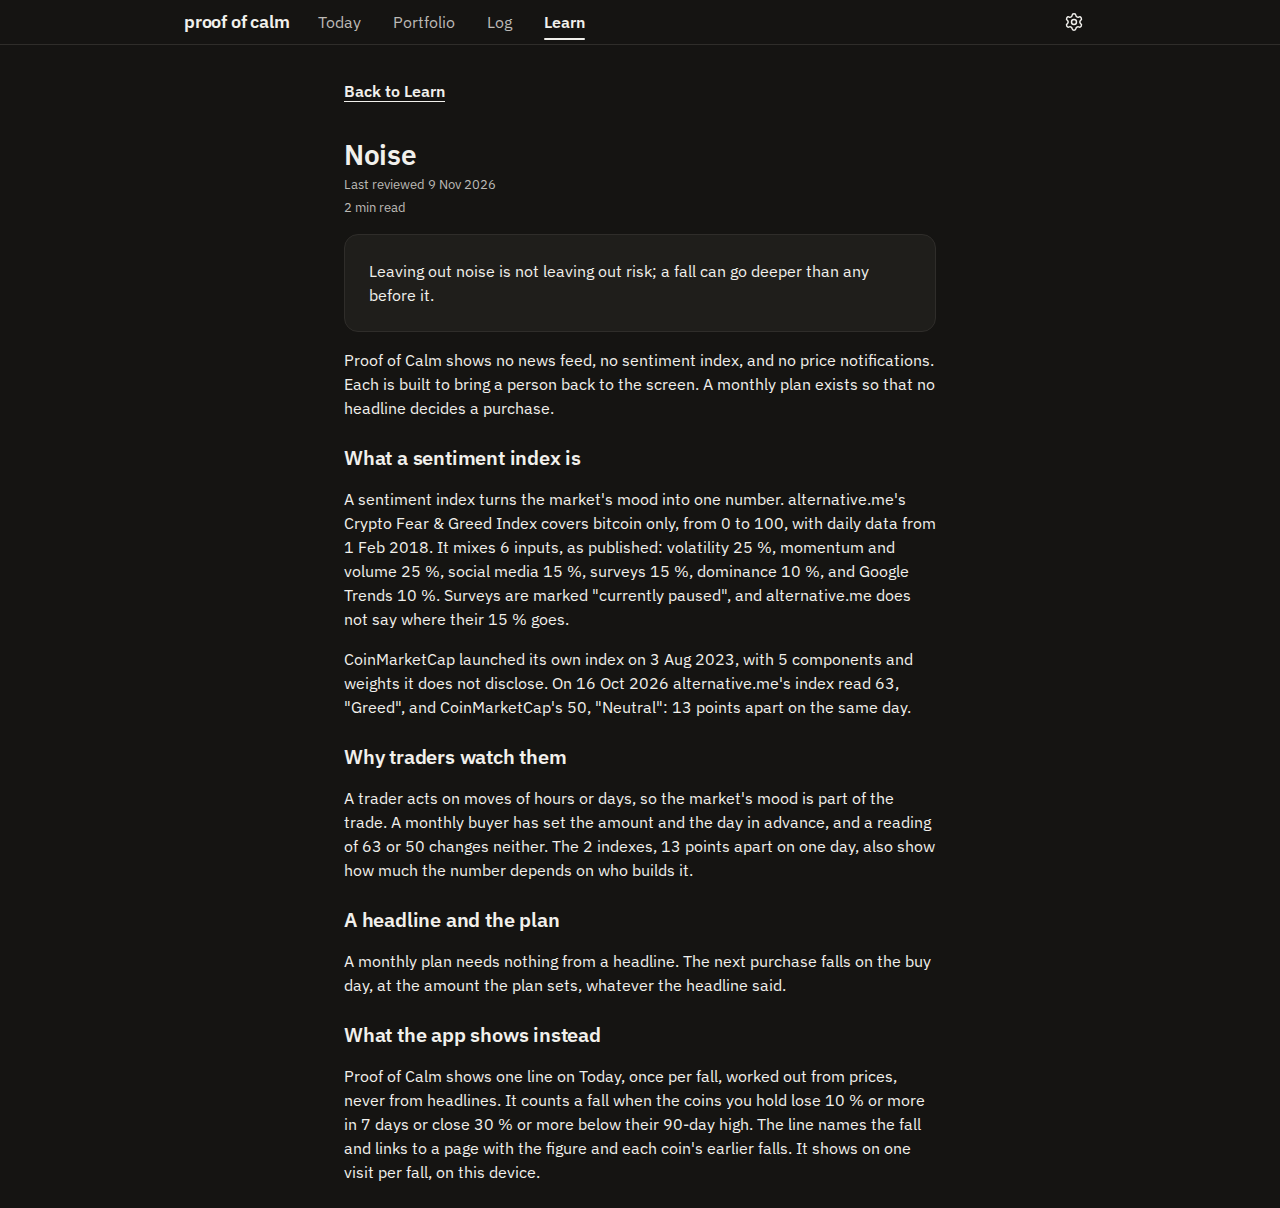 proof of calm Today Portfolio Log Learn
Back to Learn
Noise
Last reviewed 9 Nov 2026
2 min read
Leaving out noise is not leaving out risk; a fall can go deeper than any
before it.
Proof of Calm shows no news feed, no sentiment index, and no price notifications.
Each is built to bring a person back to the screen. A monthly plan exists so that no
headline decides a purchase.
What a sentiment index is
A sentiment index turns the market's mood into one number. alternative.me's
Crypto Fear & Greed Index covers bitcoin only, from 0 to 100, with daily data from
1 Feb 2018. It mixes 6 inputs, as published: volatility 25 %, momentum and
volume 25 %, social media 15 %, surveys 15 %, dominance 10 %, and Google
Trends 10 %. Surveys are marked "currently paused", and alternative.me does
not say where their 15 % goes.
CoinMarketCap launched its own index on 3 Aug 2023, with 5 components and
weights it does not disclose. On 16 Oct 2026 alternative.me's index read 63,
"Greed", and CoinMarketCap's 50, "Neutral": 13 points apart on the same day.
Why traders watch them
A trader acts on moves of hours or days, so the market's mood is part of the
trade. A monthly buyer has set the amount and the day in advance, and a reading
of 63 or 50 changes neither. The 2 indexes, 13 points apart on one day, also show
how much the number depends on who builds it.
A headline and the plan
A monthly plan needs nothing from a headline. The next purchase falls on the buy
day, at the amount the plan sets, whatever the headline said.
What the app shows instead
Proof of Calm shows one line on Today, once per fall, worked out from prices,
never from headlines. It counts a fall when the coins you hold lose 10 % or more
in 7 days or close 30 % or more below their 90-day high. The line names the fall
and links to a page with the figure and each coin's earlier falls. It shows on one
visit per fall, on this device.